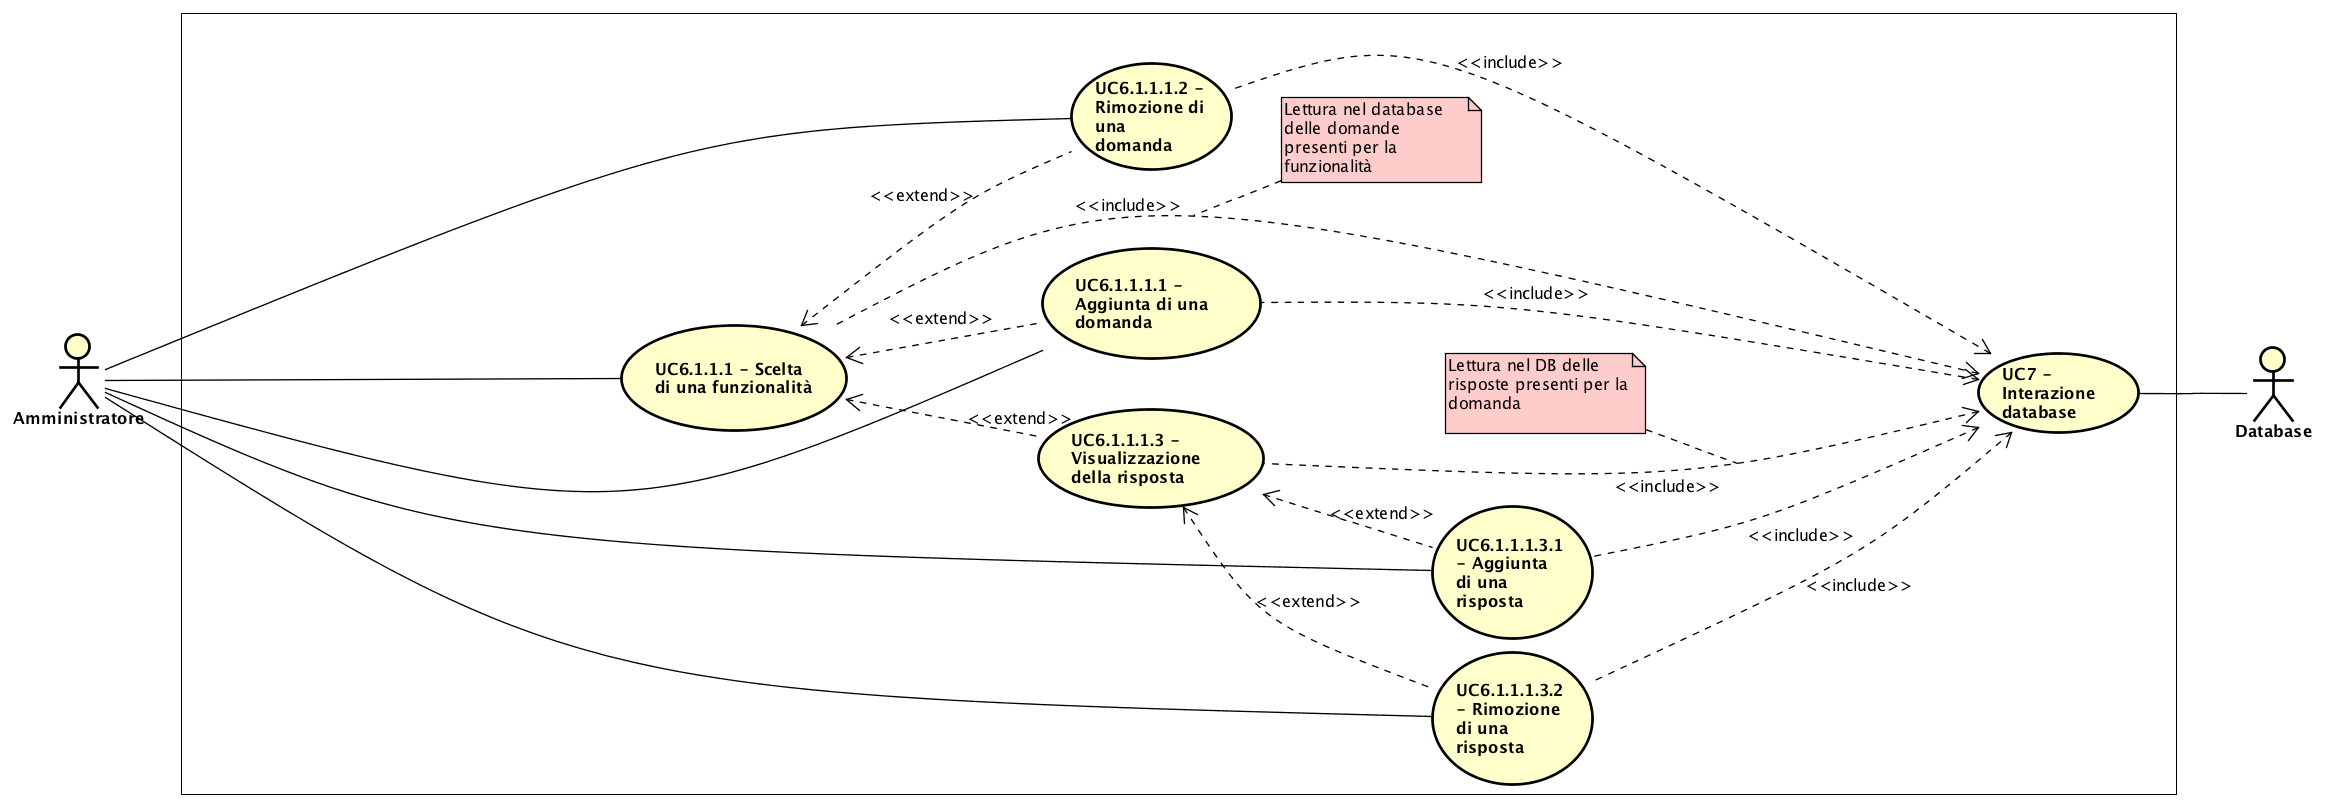 <<include>>
UC6.1.1.1.2 –
Rimozione di
una
domanda
Lettura nel database
delle domande
presenti per la
funzionalità
<<extend>>
<<include>>
UC6.1.1.1.1 –
Aggiunta di una
domanda
<<include>>
<<extend>>
UC6.1.1.1 – Scelta
di una funzionalità
Lettura nel DB delle
risposte presenti per la
domanda
UC7 –
Interazione
database
Amministratore
Database
<<extend>>
UC6.1.1.1.3 –
Visualizzazione
della risposta
<<include>>
<<extend>>
UC6.1.1.1.3.1
– Aggiunta
di una
risposta
<<include>>
<<include>>
<<extend>>
UC6.1.1.1.3.2
– Rimozione
di una
risposta